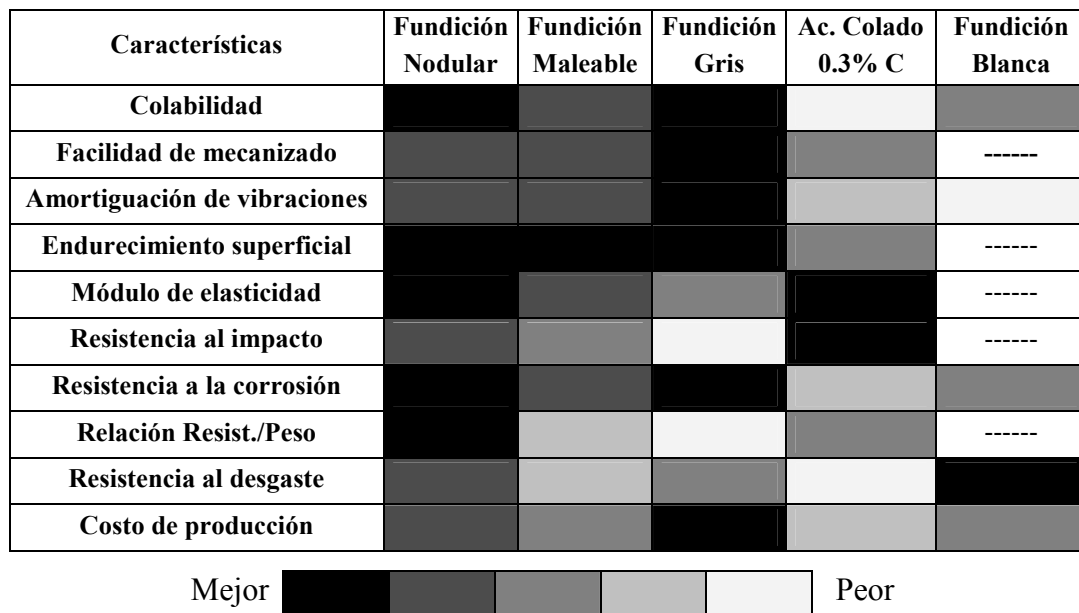 Características
Fundición Nodular
Fundición Maleable
Fundición Gris
Ac. Colado 0.3% C
Fundición Blanca
Colabilidad
Facilidad de mecanizado
------
Amortiguación de vibraciones
Endurecimiento superficial
------
Módulo de elasticidad
------
Resistencia al impacto
------
Resistencia a la corrosión
Relación Resist./Peso
------
Resistencia al desgaste
Costo de producción
Mejor
Peor